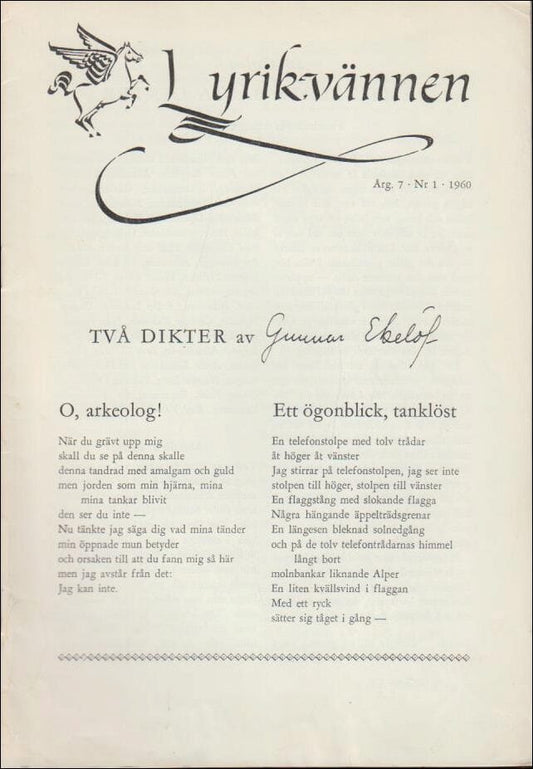 Lyrikvännen
Årg. 7 · Nr 1 · 1960
TVÅ DIKTER av Gunnar Ekelöf
O, arkeolog!
När du grävt upp mig
skall du se på denna skalle
denna tandrad med amalgam och guld
men jorden som min hjärna, mina
mina tankar blivit
den ser du inte —
Nu tänkte jag säga dig vad mina tänder
min öppnade mun betyder
och orsaken till att du fann mig så här
men jag avstår från det:
Jag kan inte.
Ett ögonblick, tanklöst
En telefonstolpe med tolv trådar
åt höger åt vänster
Jag stirrar på telefonstolpen, jag ser inte
stolpen till höger, stolpen till vänster
En flaggstång med slokande flagga
Några hängande äppelträdsgrenar
En längesen bleknad solnedgång
och på de tolv telefontrådarnas himmel
långt bort
molnbankar liknande Alper
En liten kvällsvind i flaggan
Med ett ryck
sätter sig tåget i gång —